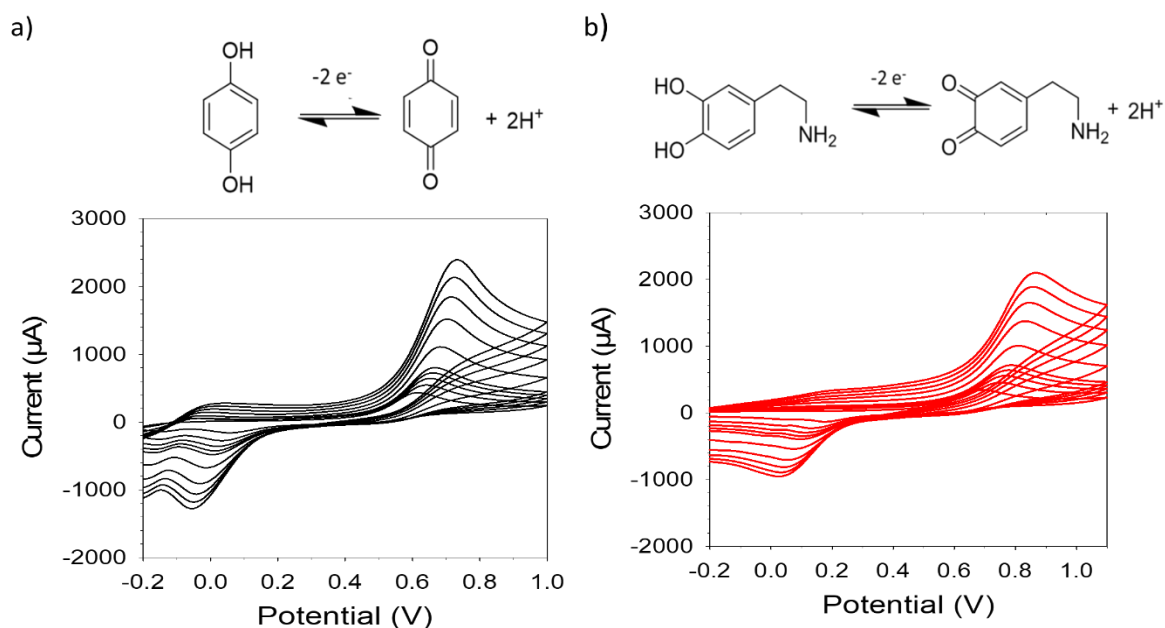 a)
OH
-2 e-
O
+ 2H+
OH
O
3000
2000
1000
0
-1000
-2000
Current (µA)
-0.2 0.0 0.2 0.4 0.6 0.8 1.0
Potential (V)
b)
HO
HO
NH2
-2 e-
O
O
NH2
+ 2H+
3000
2000
1000
0
-1000
-2000
Current (µA)
-0.2 0.0 0.2 0.4 0.6 0.8 1.0
Potential (V)